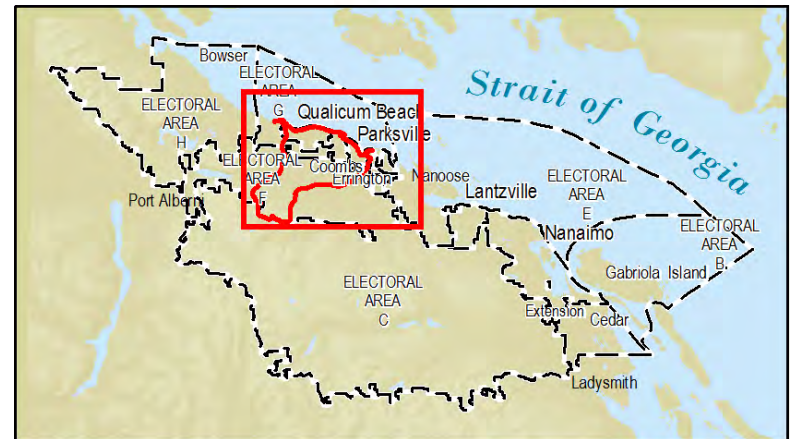 Bowser
ELECTORAL
AREA
G
Strait of Georgia
ELECTORAL
AREA
H
Qualicum Beach
Parksville
ELECTORAL
AREA
F
Coombs
Errington
Nanoose
Port Alberni
Lantzville
ELECTORAL
AREA
E
Nanaimo
ELECTORAL
AREA
B
Gabriola Island
ELECTORAL
AREA
C
Extension
Cedar
Ladysmith